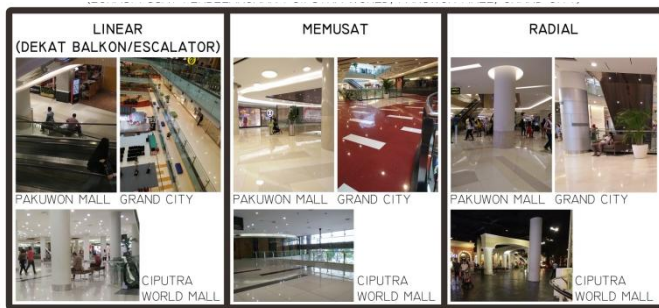 LINEAR
(DEKAT BALKON/ESCALATOR)
PAKUWON MALL
GRAND CITY
CIPUTRA
WORLD MALL
MEMUSAT
PAKUWON MALL
GRAND CITY
CIPUTRA
WORLD MALL
RADIAL
PAKUWON MALL
GRAND CITY
CIPUTRA
WORLD MALL